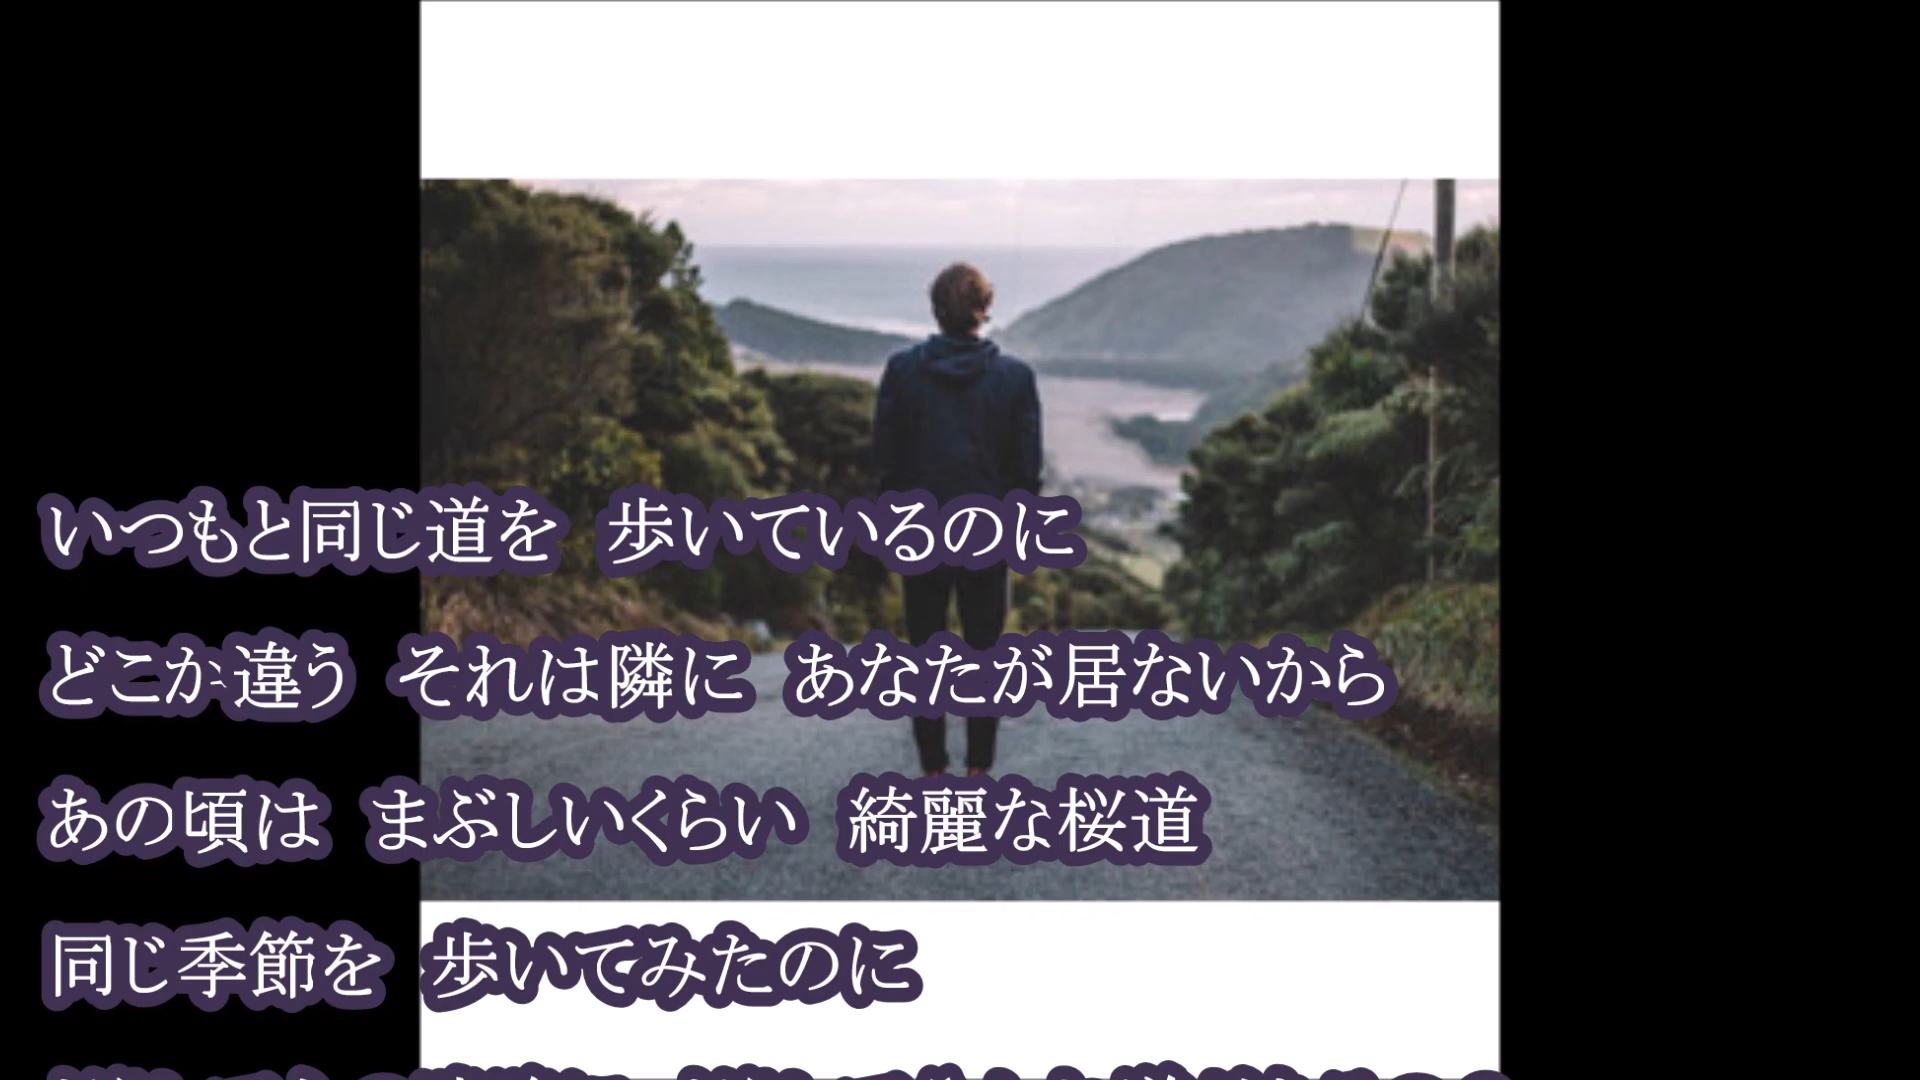 いつもと同じ道を　歩いているのに
どこか違う　それは隣に　あなたが居ないから
あの頃は　まぶしいくらい　綺麗な桜道
同じ季節を　歩いてみたのに